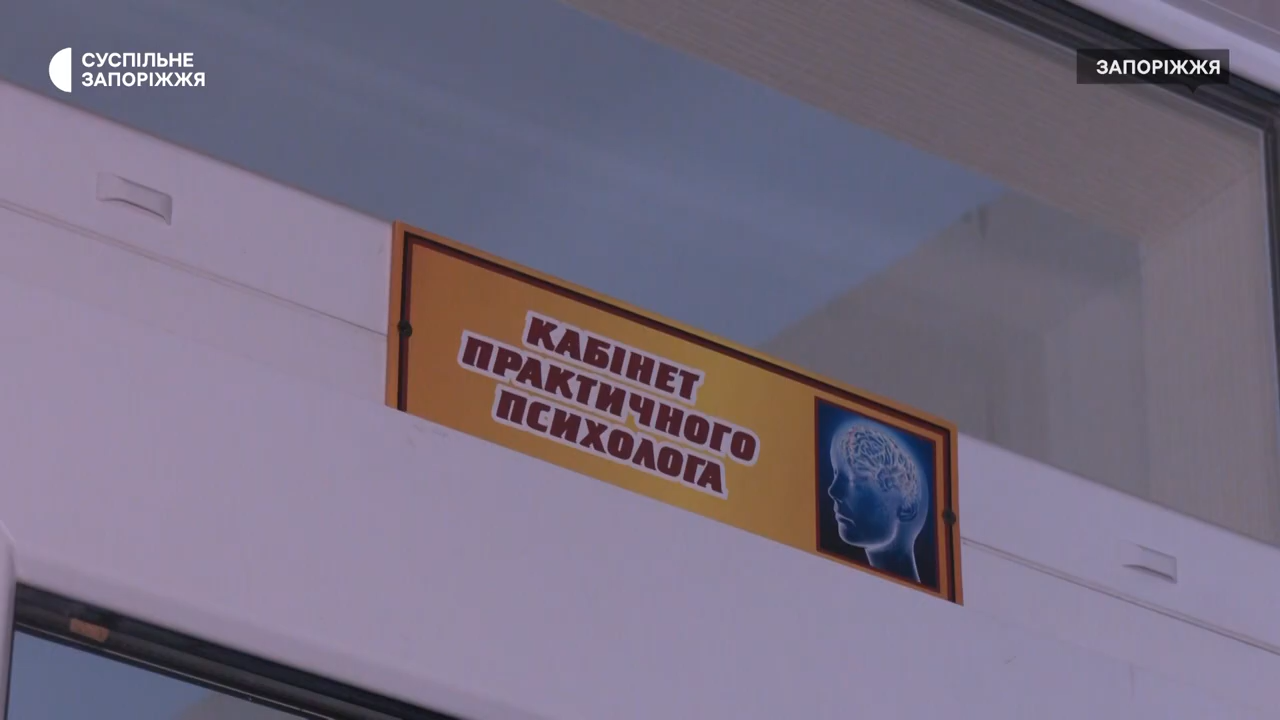 СУСПІЛЬНЕ
ЗАПОРІЖЖЯ
ЗАПОРІЖЖЯ
КАБІНЕТ
ПРАКТИЧНОГО
ПСИХОЛОГА